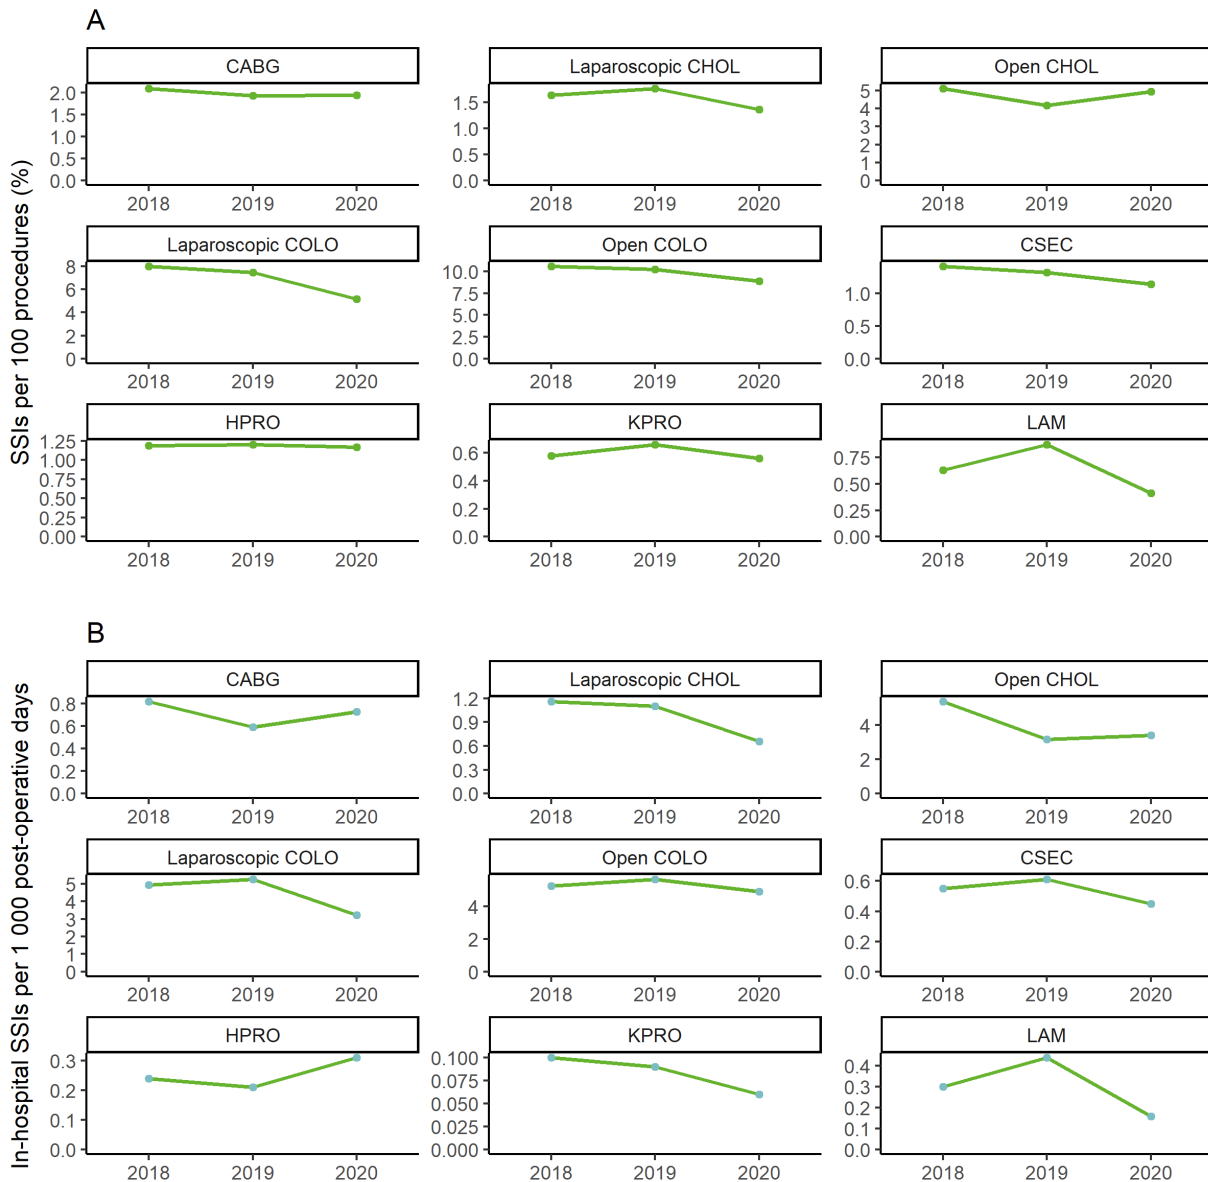 A
SSIs per 100 procedures (%)
CABG
2.0
1.5
1.0
0.5
0.0
2018 2019 2020
Laparoscopic CHOL
1.5
1.0
0.5
0.0
2018 2019 2020
Open CHOL
5
4
3
2
1
0
2018 2019 2020
Laparoscopic COLO
8
6
4
2
0
2018 2019 2020
Open COLO
10.0
7.5
5.0
2.5
0.0
2018 2019 2020
CSEC
1.0
0.5
0.0
2018 2019 2020
HPRO
1.25
1.00
0.75
0.50
0.25
0.00
2018 2019 2020
KPRO
0.6
0.4
0.2
0.0
2018 2019 2020
LAM
0.75
0.50
0.25
0.00
2018 2019 2020
B
In-hospital SSIs per 1 000 post-operative days
CABG
0.8
0.6
0.4
0.2
0.0
2018 2019 2020
Laparoscopic CHOL
1.2
0.9
0.6
0.3
0.0
2018 2019 2020
Open CHOL
4
2
0
2018 2019 2020
Laparoscopic COLO
5
4
3
2
1
0
2018 2019 2020
Open COLO
4
2
0
2018 2019 2020
CSEC
0.6
0.4
0.2
0.0
2018 2019 2020
HPRO
0.3
0.2
0.1
0.0
2018 2019 2020
KPRO
0.100
0.075
0.050
0.025
0.000
2018 2019 2020
LAM
0.4
0.3
0.2
0.1
0.0
2018 2019 2020